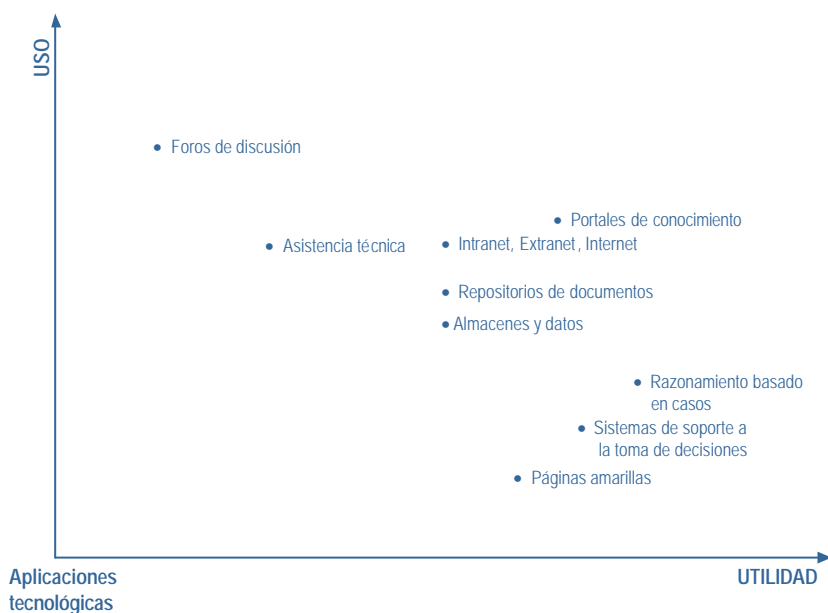 USO
Foros de discusión
Portales de conocimiento
Asistencia técnica
Intranet, Extranet, Internet
Repositorios de documentos
Almacenes y datos
Razonamiento basado
en casos
Sistemas de soporte a
la toma de decisiones
Páginas amarillas
Aplicaciones
tecnológicas
UTILIDAD